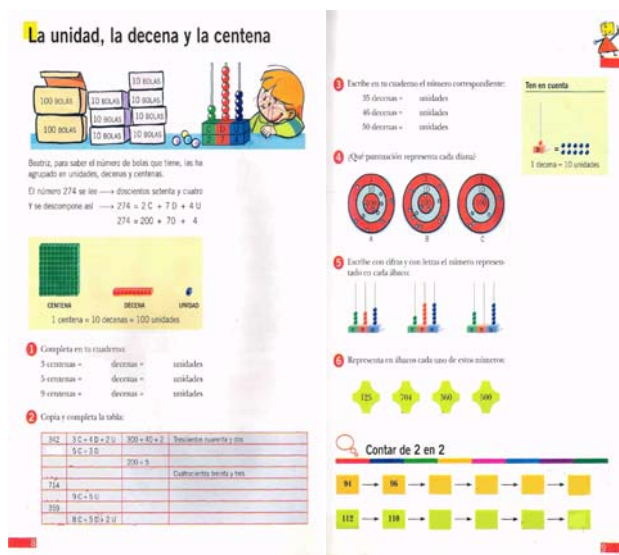 La unidad, la decena y la centena
10 BOLAS
100 BOLAS 10 BOLAS 10 BOLAS
10 BOLAS
100 BOLAS 10 BOLAS 10 BOLAS
C D U
2 7 4
Beatriz, para saber el número de bolas que tiene, las ha
agrupado en unidades, decenas y centenas.
El número 274 se lee → doscientos setenta y cuatro
Y se descompone así → 274 = 2 C + 7 D + 4 U
274 = 200 + 70 + 4
CENTENA DECENA UNIDAD
1 centena = 10 decenas = 100 unidades
1 Completa en tu cuaderno:
3 centenas = decenas = unidades
5 centenas = decenas = unidades
9 centenas = decenas = unidades
2 Copia y completa la tabla:
342 3 C + 4 D + 2 U 300 + 40 + 2 Trescientos cuarenta y dos
5 C + 3 D
200 + 5
Cuatrocientos treinta y tres
714
9 C + 5 U
359
8 C + 5 D + 2 U
8
3 Escribe en tu cuaderno el número correspondiente:
35 decenas = unidades
46 decenas = unidades
50 decenas = unidades
Ten en cuenta
1 decena = 10 unidades
4 ¿Qué puntuación representa cada diana?
A B C
5 Escribe con cifras y con letras el número represen-
tado en cada ábaco:
6 Representa en ábacos cada uno de estos números:
125 704 360 500
Contar de 2 en 2
94 → 96 → → → →
112 → 110 → → → →